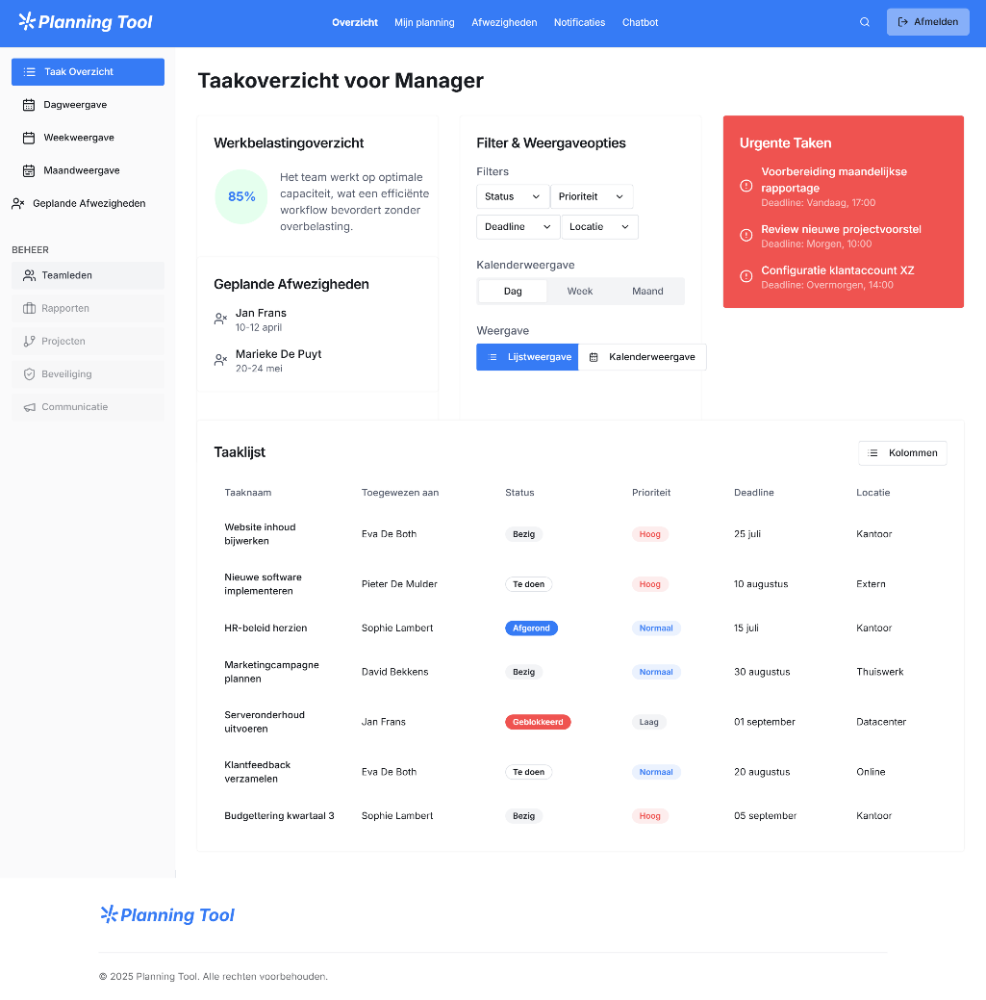 Planning Tool
Overzicht
Mijn planning
Afwezigheden
Notificaties
Chatbot
Afmelden
Taak Overzicht
Dagweergave
Weekweergave
Maandweergave
Geplande Afwezigheden
BEHEER
Teamleden
Rapporten
Projecten
Beveiliging
Communicatie
Taakoverzicht voor Manager
Werkbelastingoverzicht
85%
Het team werkt op optimale
capaciteit, wat een efficiënte
workflow bevordert zonder
overbelasting.
Geplande Afwezigheden
Jan Frans
10-12 april
Marieke De Puyt
20-24 mei
Filter & Weergaveopties
Filters
Status
Prioriteit
Deadline
Locatie
Kalenderweergave
Dag
Week
Maand
Weergave
Lijstweergave
Kalenderweergave
Urgente Taken
Voorbereiding maandelijkse
rapportage
Deadline: Vandaag, 17:00
Review nieuwe projectvoorstel
Deadline: Morgen, 10:00
Configuratie klantaccount XZ
Deadline: Overmorgen, 14:00
Taaklijst
Kolommen
Taaknaam Toegewezen aan Status Prioriteit Deadline Locatie
Website inhoud
bijwerken
Eva De Both Bezig Hoog 25 juli Kantoor
Nieuwe software
implementeren
Pieter De Mulder Te doen Hoog 10 augustus Extern
HR-beleid herzien Sophie Lambert Afgerond Normaal 15 juli Kantoor
Marketingcampagne
plannen
David Bekkens Bezig Normaal 30 augustus Thuiswerk
Serveronderhoud
uitvoeren
Jan Frans Geblokkeerd Laag 01 september Datacenter
Klantfeedback
verzamelen
Eva De Both Te doen Normaal 20 augustus Online
Budgettering kwartaal 3 Sophie Lambert Bezig Hoog 05 september Kantoor
Planning Tool
© 2025 Planning Tool. Alle rechten voorbehouden.